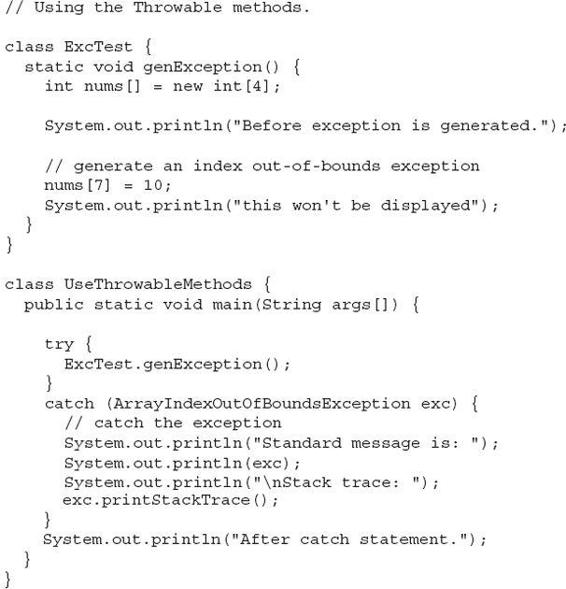 // Using the Throwable methods.
class ExcTest {
static void genException() {
int nums[] = new int[4];
System.out.println("Before exception is generated.");
// generate an index out-of-bounds exception
nums[7] = 10;
System.out.println("this won't be displayed");
}
}
class UseThrowableMethods {
public static void main(String args[]) {
try {
ExcTest.genException();
}
catch (ArrayIndexOutOfBoundsException exc) {
// catch the exception
System.out.println("Standard message is: ");
System.out.println(exc);
System.out.println("\nStack trace: ");
exc.printStackTrace();
}
System.out.println("After catch statement.");
}
}